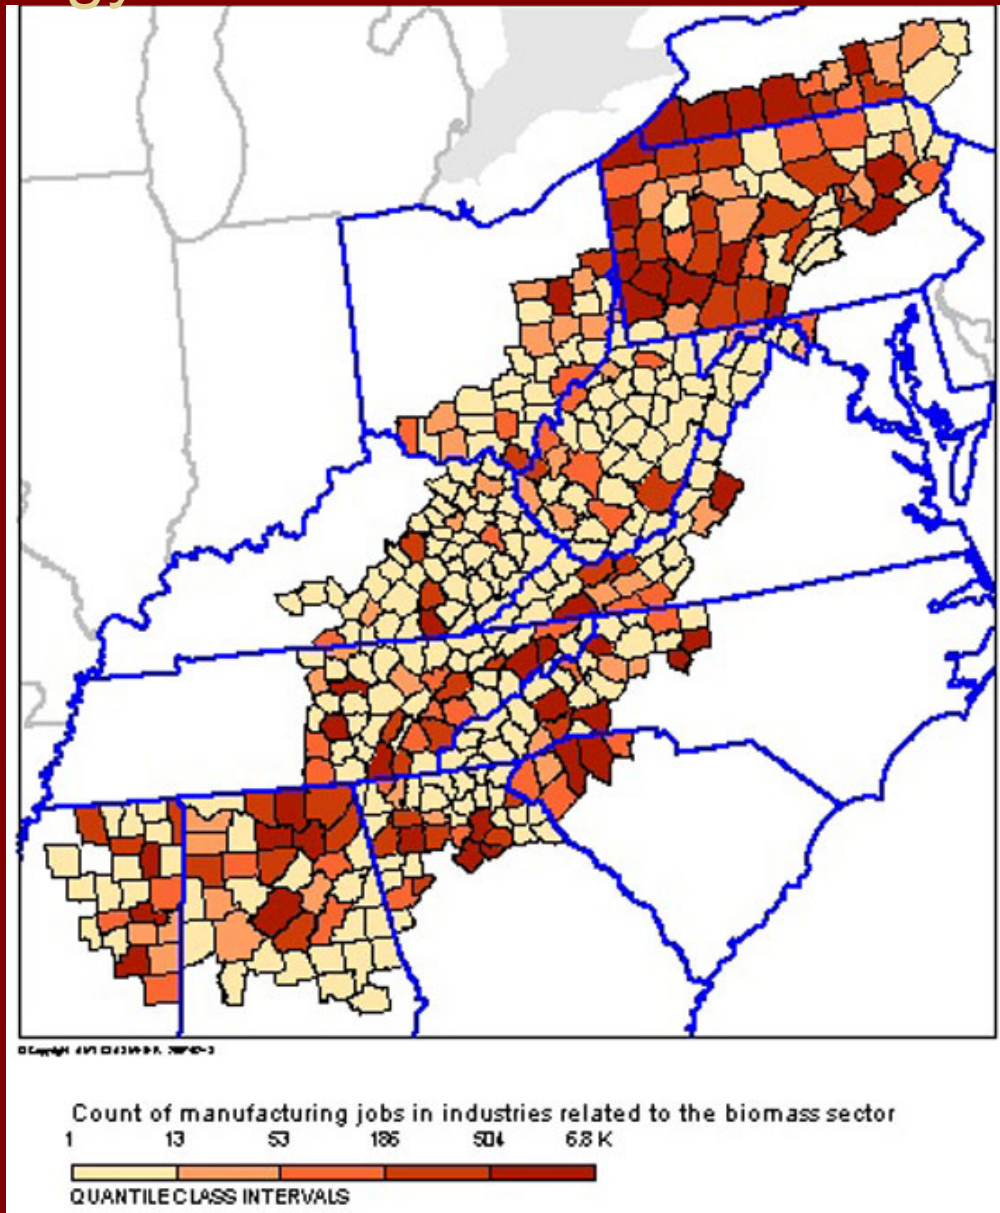 gy
Count of manufacturing jobs in industries related to the biomass sector
1 13 53 186 504 6.8 K
QUANTILE CLASS INTERVALS